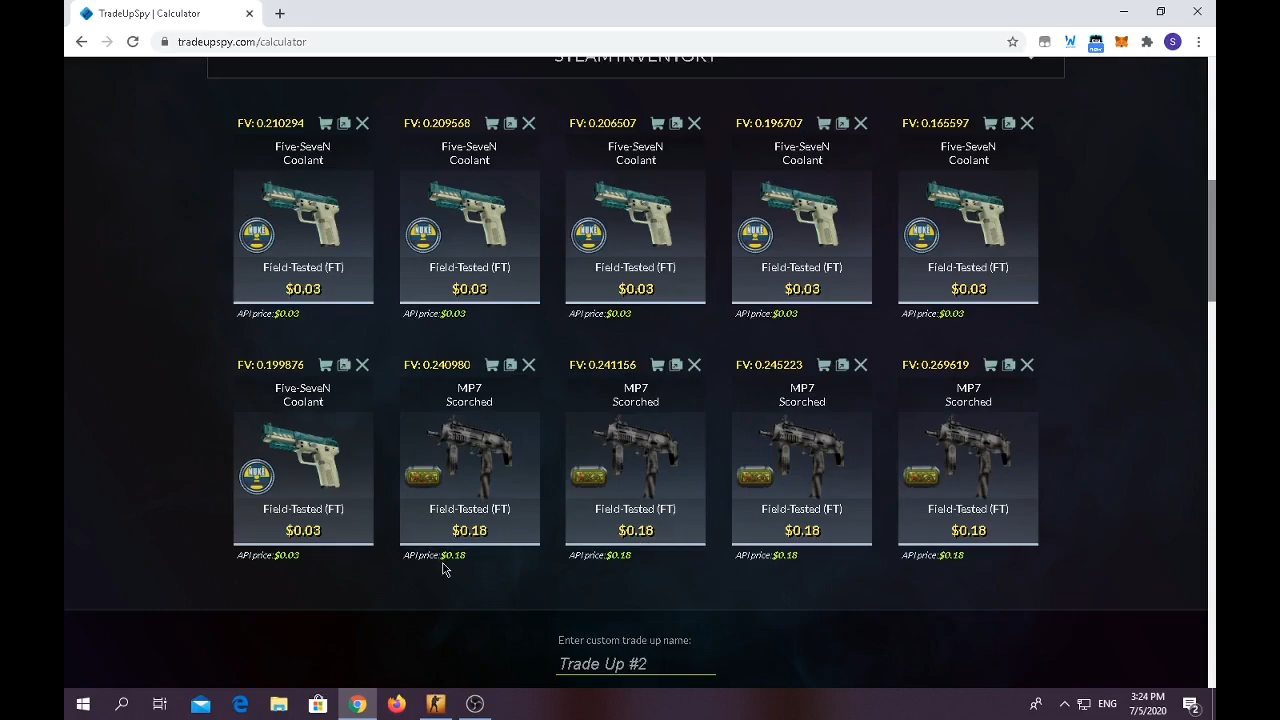 TradeUpSpy | Calculator
tradeupspy.com/calculator
S
STEAM INVENTORY
FV: 0.210294
FV: 0.209568
FV: 0.206507
FV: 0.196707
FV: 0.165597
Five-SeveN
Coolant
Five-SeveN
Coolant
Five-SeveN
Coolant
Five-SeveN
Coolant
Five-SeveN
Coolant
NUKE
NUKE
NUKE
NUKE
NUKE
Field-Tested (FT)
Field-Tested (FT)
Field-Tested (FT)
Field-Tested (FT)
Field-Tested (FT)
$0.03
$0.03
$0.03
$0.03
$0.03
API price:$0.03
API price:$0.03
API price:$0.03
API price:$0.03
API price:$0.03
FV: 0.199876
FV: 0.240980
FV: 0.241156
FV: 0.245223
FV: 0.269619
Five-SeveN
Coolant
MP7
Scorched
MP7
Scorched
MP7
Scorched
MP7
Scorched
NUKE
Field-Tested (FT)
Field-Tested (FT)
Field-Tested (FT)
Field-Tested (FT)
Field-Tested (FT)
$0.03
$0.18
$0.18
$0.18
$0.18
API price:$0.03
API price:$0.18
API price:$0.18
API price:$0.18
API price:$0.18
Enter custom trade up name:
Trade Up #2
ENG
3:24 PM
7/5/2020
2